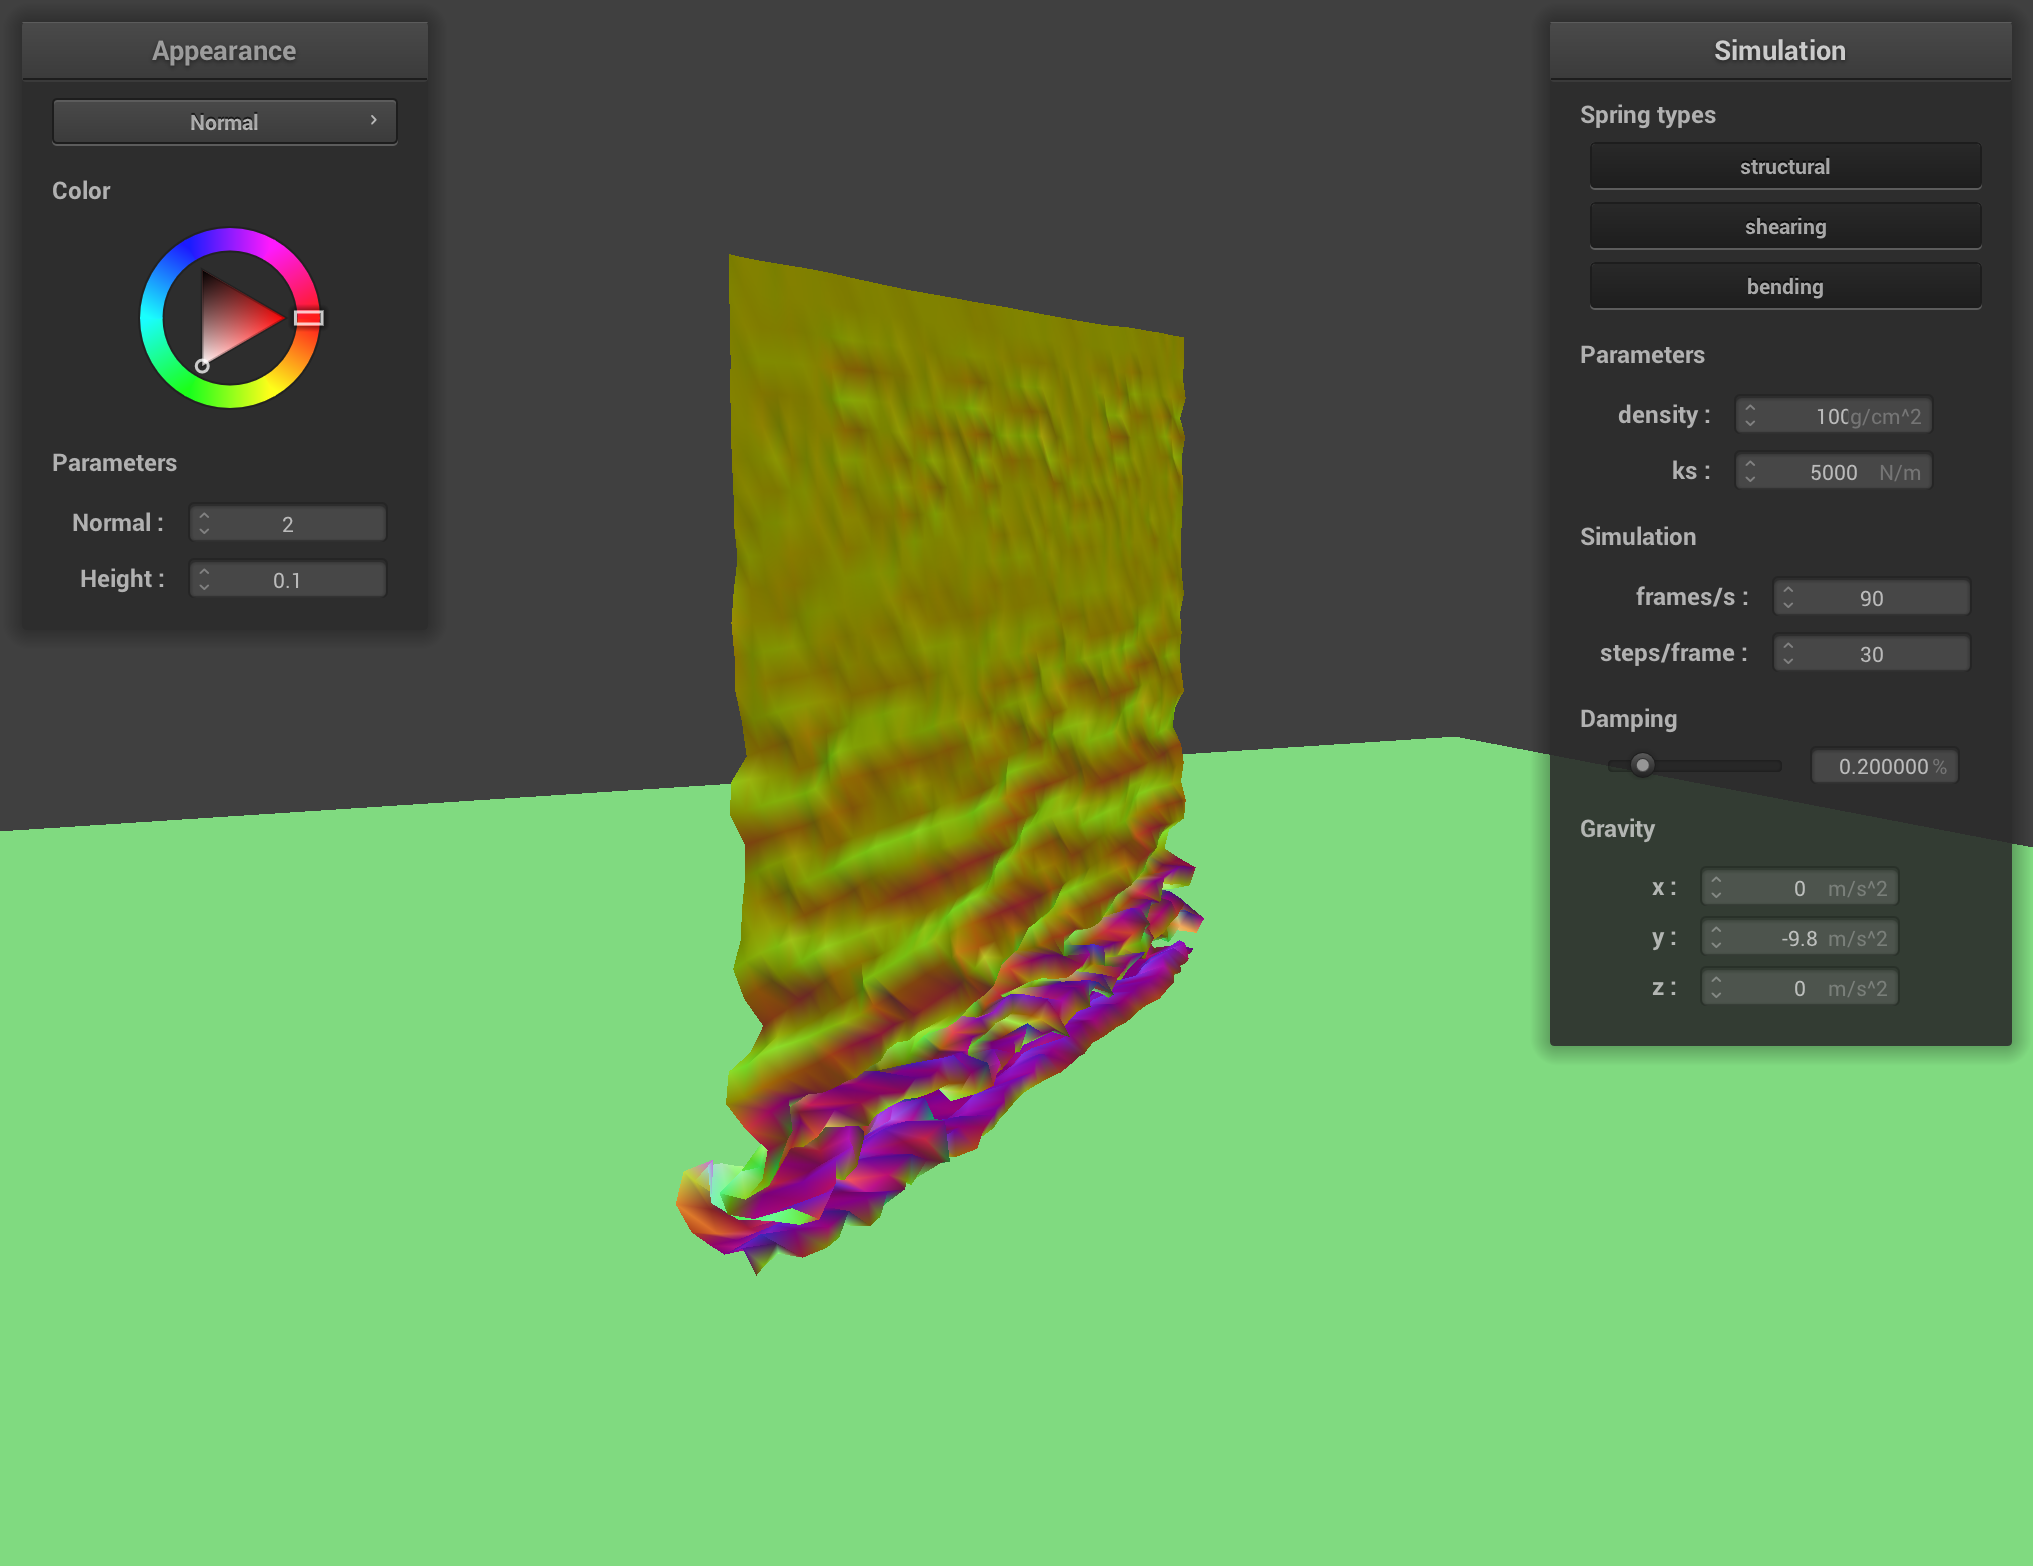 Appearance
Normal
Color
Parameters
Normal : 2
Height : 0.1
Simulation
Spring types
structural
shearing
bending
Parameters
density : 100 g/cm^2
ks : 5000 N/m
Simulation
frames/s : 90
steps/frame : 30
Damping
0.200000 %
Gravity
x : 0 m/s^2
y : -9.8 m/s^2
z : 0 m/s^2